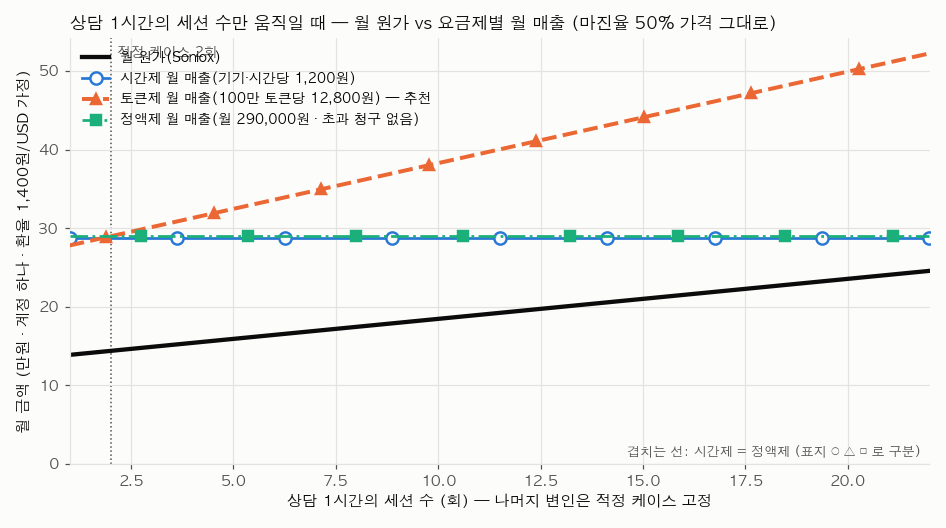 상담 1시간의 세션 수만 움직일 때 — 월 원가 vs 요금제별 월 매출 (마진율 50% 가격 그대로)
적정 케이스 2회
월 원가(Soniox)
시간제 월 매출(기기·시간당 1,200원)
토큰제 월 매출(100만 토큰당 12,800원) — 추천
정액제 월 매출(월 290,000원 · 초과 청구 없음)
월 금액 (만원 · 계정 하나 · 환율 1,400원/USD 가정)
50
40
30
20
10
0
겹치는 선: 시간제 = 정액제 (표지 ○ △ □ 로 구분)
2.5 5.0 7.5 10.0 12.5 15.0 17.5 20.0
상담 1시간의 세션 수 (회) — 나머지 변인은 적정 케이스 고정